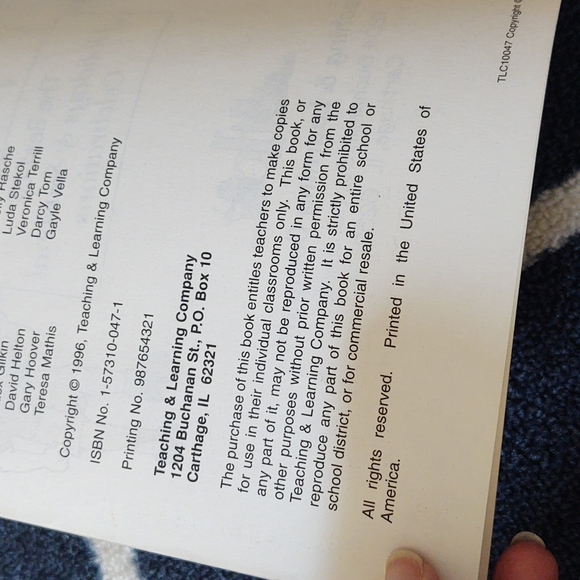 Gilkin
David Helton
Gary Hoover
Teresa Mathis
Rasche
Luda Stekol
Veronica Terrill
Darcy Tom
Gayle Vella
Copyright © 1996, Teaching & Learning Company
ISBN No. 1-57310-047-1
Printing No. 987654321
Teaching & Learning Company
1204 Buchanan St., P.O. Box 10
Carthage, IL 62321
The purchase of this book entitles teachers to make copies
for use in their individual classrooms only. This book, or
any part of it, may not be reproduced in any form for any
other purposes without prior written permission from the
Teaching & Learning Company. It is strictly prohibited to
reproduce any part of this book for an entire school or
school district, or for commercial resale.
All rights reserved. Printed in the United States of
America.
TLC10047 Copyright ©